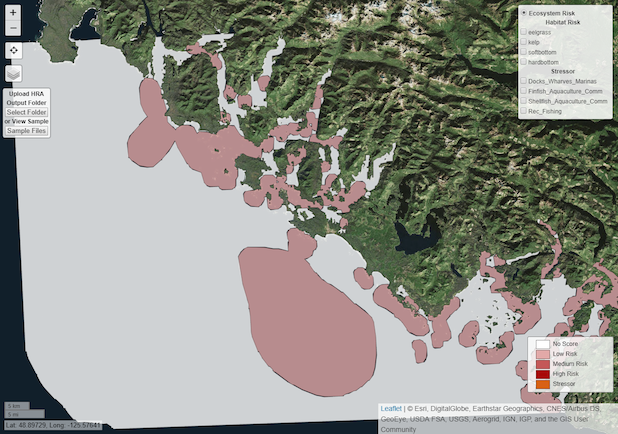 +
−
Upload HRA
Output Folder
Select Folder
or View Sample
Sample Files
Ecosystem Risk
Habitat Risk
eelgrass
kelp
softbottom
hardbottom
Stressor
Docks_Wharves_Marinas
Finfish_Aquaculture_Comm
Shellfish_Aquaculture_Comm
Rec_Fishing
No Score
Low Risk
Medium Risk
High Risk
Stressor
5 km
5 mi
Lat: 48.89729, Long: -125.57641
Leaflet | © Esri, DigitalGlobe, Earthstar Geographics, CNES/Airbus DS,
GeoEye, USDA FSA, USGS, Aerogrid, IGN, IGP, and the GIS User
Community